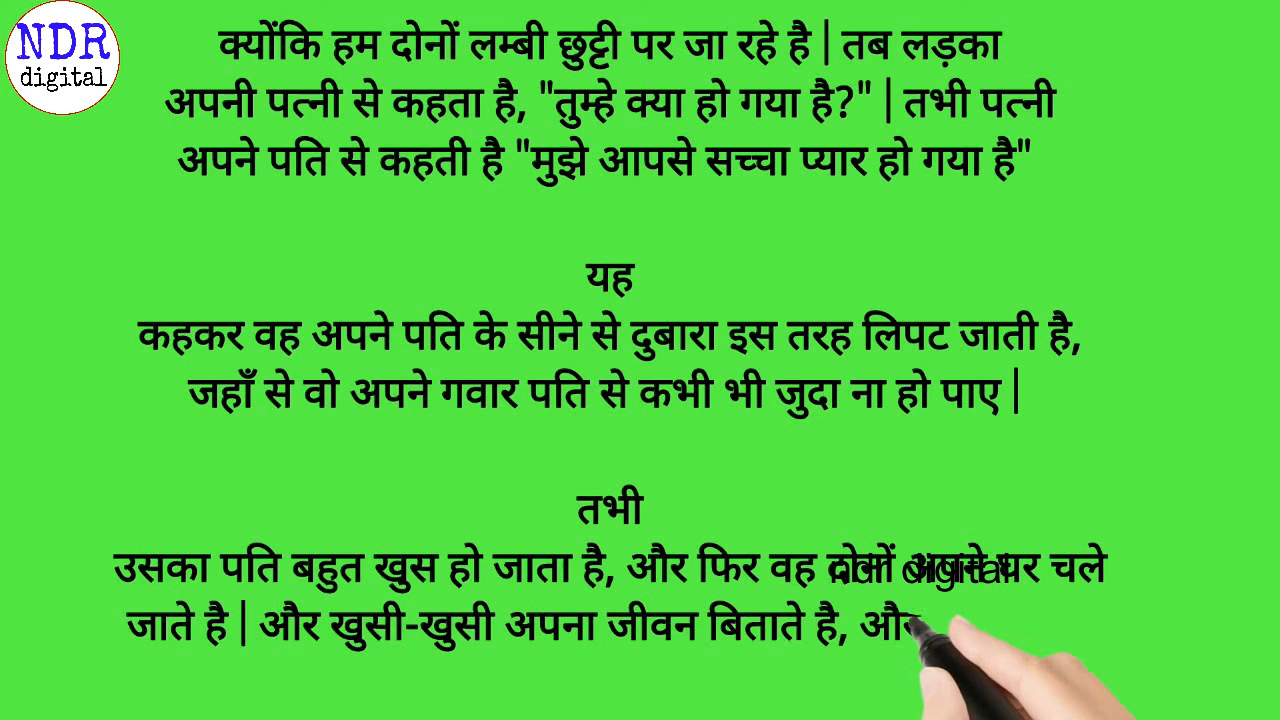 NDR
digital
क्योंकि हम दोनों लम्बी छुट्टी पर जा रहे है | तब लड़का
अपनी पत्नी से कहता है, "तुम्हे क्या हो गया है?" | तभी पत्नी
अपने पति से कहती है "मुझे आपसे सच्चा प्यार हो गया है"
यह
कहकर वह अपने पति के सीने से दुबारा इस तरह लिपट जाती है,
जहाँ से वो अपने गवार पति से कभी भी जुदा ना हो पाए |
तभी
उसका पति बहुत खुस हो जाता है, और फिर वह दोनों अपने घर चले
ndr digital
जाते है | और खुसी-खुसी अपना जीवन बिताते है,